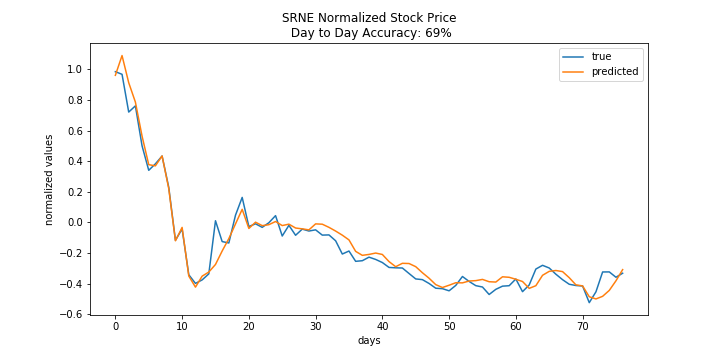 SRNE Normalized Stock Price
Day to Day Accuracy: 69%
true
predicted
normalized values
1.0
0.8
0.6
0.4
0.2
0.0
−0.2
−0.4
−0.6
0 10 20 30 40 50 60 70
days